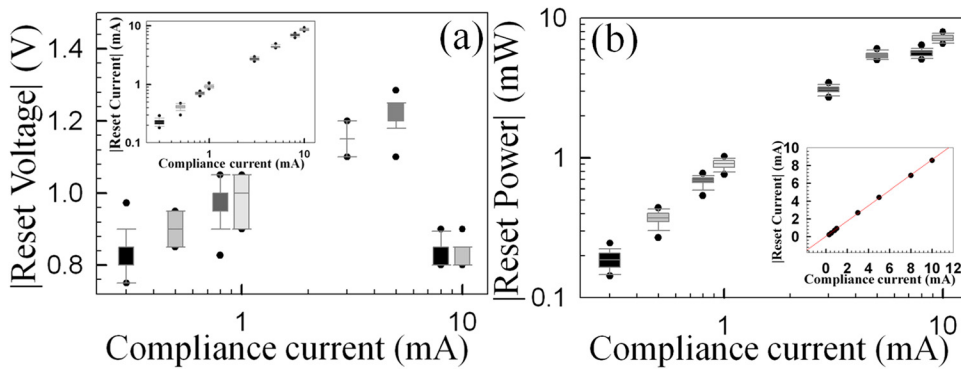 (a)
|Reset Voltage| (V)
1.4
1.2
1.0
0.8
1
10
Compliance current (mA)
|Reset Current| (mA)
10
1
0.1
1
10
Compliance current (mA)
(b)
|Reset Power| (mW)
10
1
0.1
1
10
Compliance current (mA)
|Reset Current| (mA)
10
8
6
4
2
0
0 2 4 6 8 10 12
Compliance current (mA)